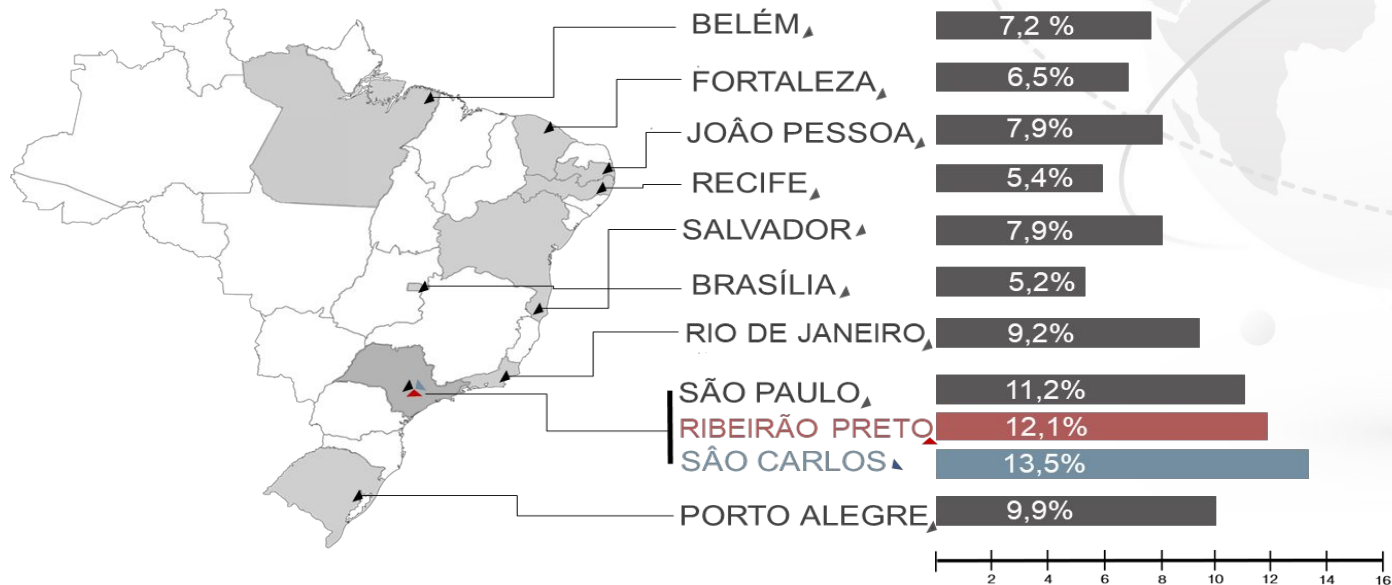 BELÉM 7,2 %
FORTALEZA 6,5%
JOÂO PESSOA 7,9%
RECIFE 5,4%
SALVADOR 7,9%
BRASÍLIA 5,2%
RIO DE JANEIRO 9,2%
SÃO PAULO 11,2%
RIBEIRÃO PRETO 12,1%
SÂO CARLOS 13,5%
PORTO ALEGRE 9,9%
2 4 6 8 10 12 14 16